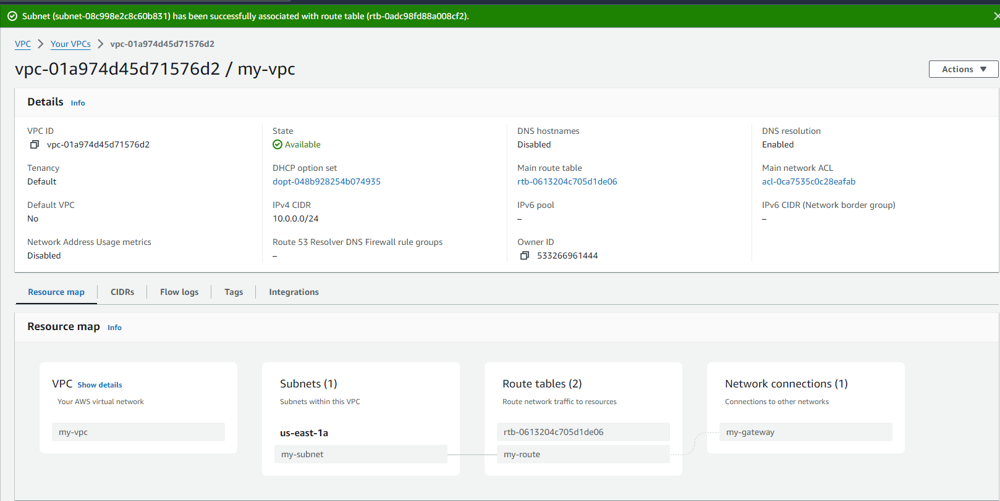 Subnet (subnet-08c998e2c8c60b831) has been successfully associated with route table (rtb-0adc98fd88a008cf2).
VPC > Your VPCs > vpc-01a974d45d71576d2
vpc-01a974d45d71576d2 / my-vpc
Actions
Details Info
VPC ID
vpc-01a974d45d71576d2
State
Available
DNS hostnames
Disabled
DNS resolution
Enabled
Tenancy
Default
DHCP option set
dopt-048b928254b074935
Main route table
rtb-0613204c705d1de06
Main network ACL
acl-0ca7535c0c28eafab
Default VPC
No
IPv4 CIDR
10.0.0.0/24
IPv6 pool
–
IPv6 CIDR (Network border group)
–
Network Address Usage metrics
Disabled
Route 53 Resolver DNS Firewall rule groups
–
Owner ID
533266961444
Resource map CIDRs Flow logs Tags Integrations
Resource map Info
VPC Show details
Your AWS virtual network
my-vpc
Subnets (1)
Subnets within this VPC
us-east-1a
my-subnet
Route tables (2)
Route network traffic to resources
rtb-0613204c705d1de06
my-route
Network connections (1)
Connections to other networks
my-gateway